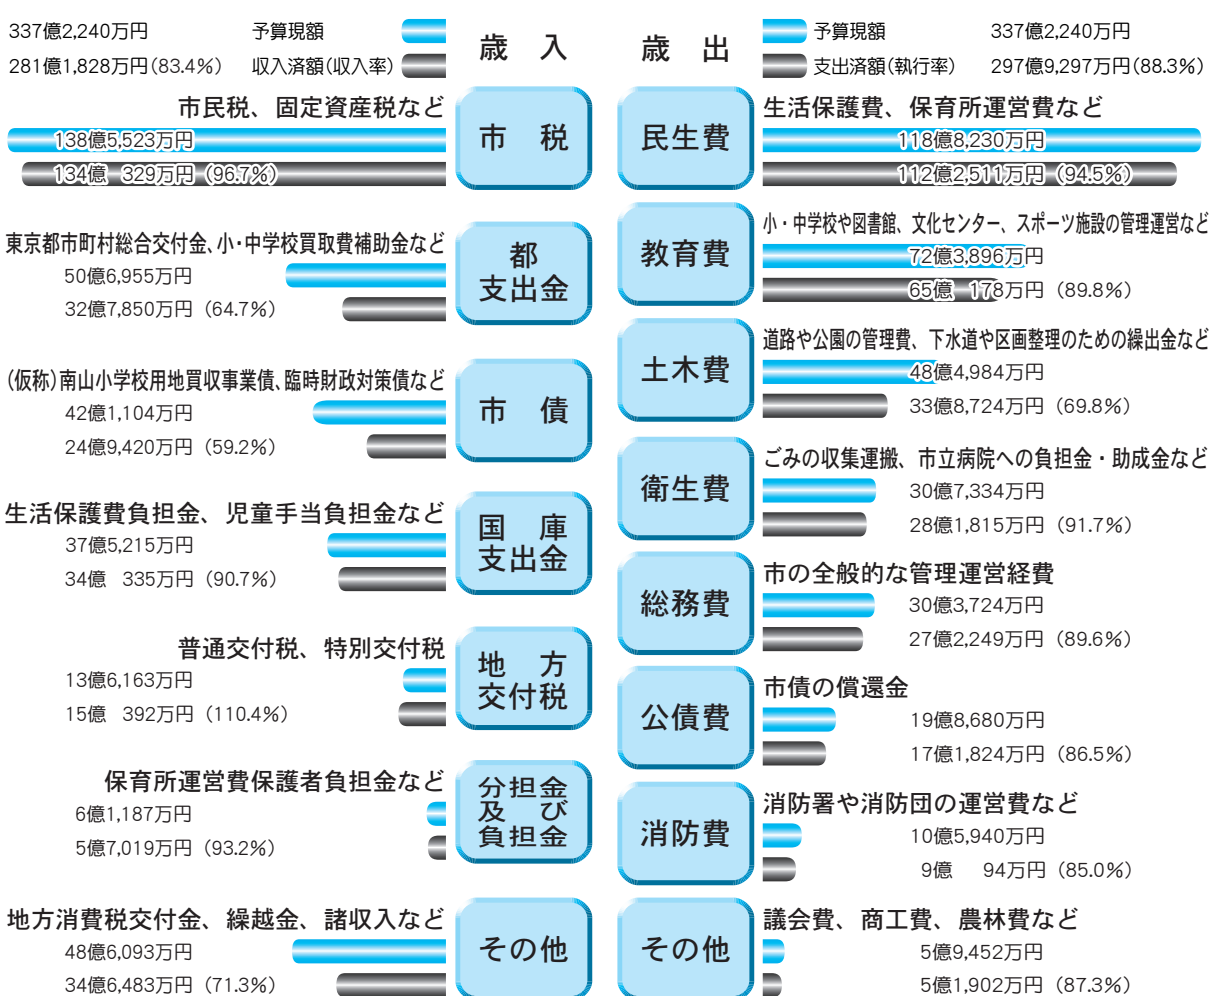 337億2,240万円 予算現額
281億1,828万円(83.4%) 収入済額(収入率)
歳 入
市民税、固定資産税など
138億5,523万円
134億 329万円 (96.7%)
市 税
東京都市町村総合交付金、小・中学校買取費補助金など
50億6,955万円
32億7,850万円 (64.7%)
都
支出金
(仮称)南山小学校用地買収事業債、臨時財政対策債など
42億1,104万円
24億9,420万円 (59.2%)
市 債
生活保護費負担金、児童手当負担金など
37億5,215万円
34億 335万円 (90.7%)
国 庫
支出金
普通交付税、特別交付税
13億6,163万円
15億 392万円 (110.4%)
地 方
交付税
保育所運営費保護者負担金など
6億1,187万円
5億7,019万円 (93.2%)
分担金
及 び
負担金
地方消費税交付金、繰越金、諸収入など
48億6,093万円
34億6,483万円 (71.3%)
その他
歳 出
予算現額 337億2,240万円
支出済額(執行率) 297億9,297万円(88.3%)
民生費
生活保護費、保育所運営費など
118億8,230万円
112億2,511万円 (94.5%)
教育費
小・中学校や図書館、文化センター、スポーツ施設の管理運営など
72億3,896万円
65億 178万円 (89.8%)
土木費
道路や公園の管理費、下水道や区画整理のための繰出金など
48億4,984万円
33億8,724万円 (69.8%)
衛生費
ごみの収集運搬、市立病院への負担金・助成金など
30億7,334万円
28億1,815万円 (91.7%)
総務費
市の全般的な管理運営経費
30億3,724万円
27億2,249万円 (89.6%)
公債費
市債の償還金
19億8,680万円
17億1,824万円 (86.5%)
消防費
消防署や消防団の運営費など
10億5,940万円
9億 94万円 (85.0%)
その他
議会費、商工費、農林費など
5億9,452万円
5億1,902万円 (87.3%)